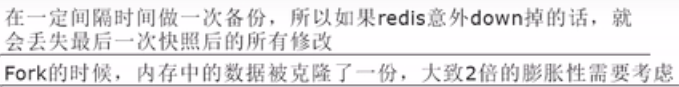 在一定间隔时间做一次备份，所以如果redis意外down掉的话，就
会丢失最后一次快照后的所有修改
Fork的时候，内存中的数据被克隆了一份，大致2倍的膨胀性需要考虑